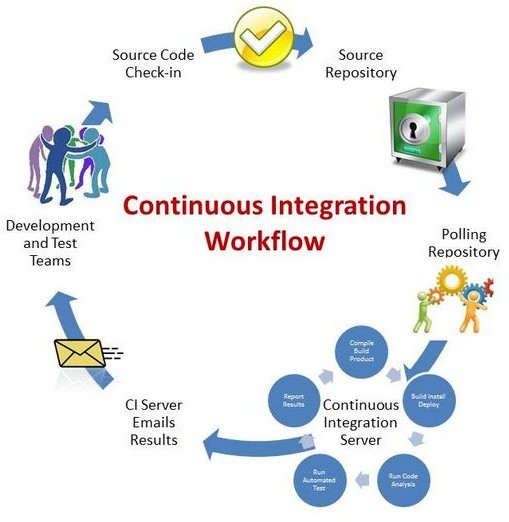 Source Code
Check-in
Source
Repository
Continuous Integration
Workflow
Development
and Test
Teams
Polling
Repository
Compile
Build
Product
Build Install
Deploy
Run Code
Analysis
Run
Automated
Test
Report
Results
Continuous
Integration
Server
CI Server
Emails
Results